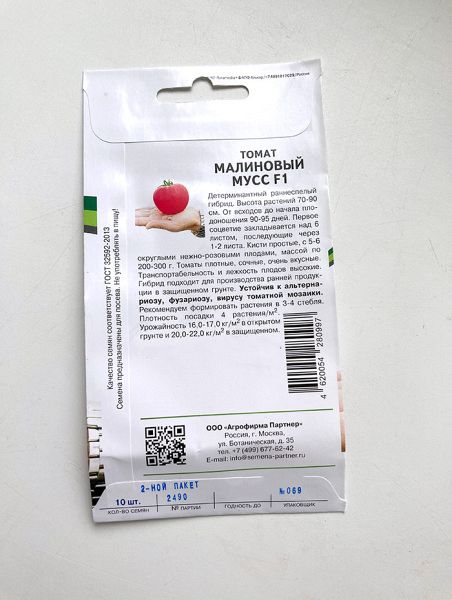 ТОМАТ
МАЛИНОВЫЙ
МУСС F1
Детерминантный раннеспелый
гибрид. Высота растений 70-90
см. От всходов до начала пло-
доношения 90-95 дней. Первое
соцветие закладывается над 6
листом, последующие через
1-2 листа. Кисти простые, с 5-6
округлыми нежно-розовыми плодами, массой по
200-300 г. Томаты плотные, сочные, очень вкусные.
Транспортабельность и лежкость плодов высокие.
Гибрид подходит для производства ранней продук-
ции в защищенном грунте. Устойчив к альтерна-
риозу, фузариозу, вирусу томатной мозаики.
Рекомендуем формировать растения в 3-4 стебля.
Плотность посадки 4 растения/м².
Урожайность 16,0-17,0 кг/м² в открытом
грунте и 20,0-22,0 кг/м² в защищенном.
Качество семян соответствует ГОСТ 32592-2013
Семена предназначены для посева. Не употреблять в пищу!
4 620054 280997
ООО «Агрофирма Партнер»
Россия, г. Москва,
ул. Ботаническая, д. 35
тел. +7 (499) 677-62-42
E-mail: info@semena-partner.ru
2-НОЙ ПАКЕТ
10 шт. 2490 №069
КОЛ-ВО СЕМЯН № ПАРТИИ ГОДНОСТЬ ДО УПАКОВЩИК